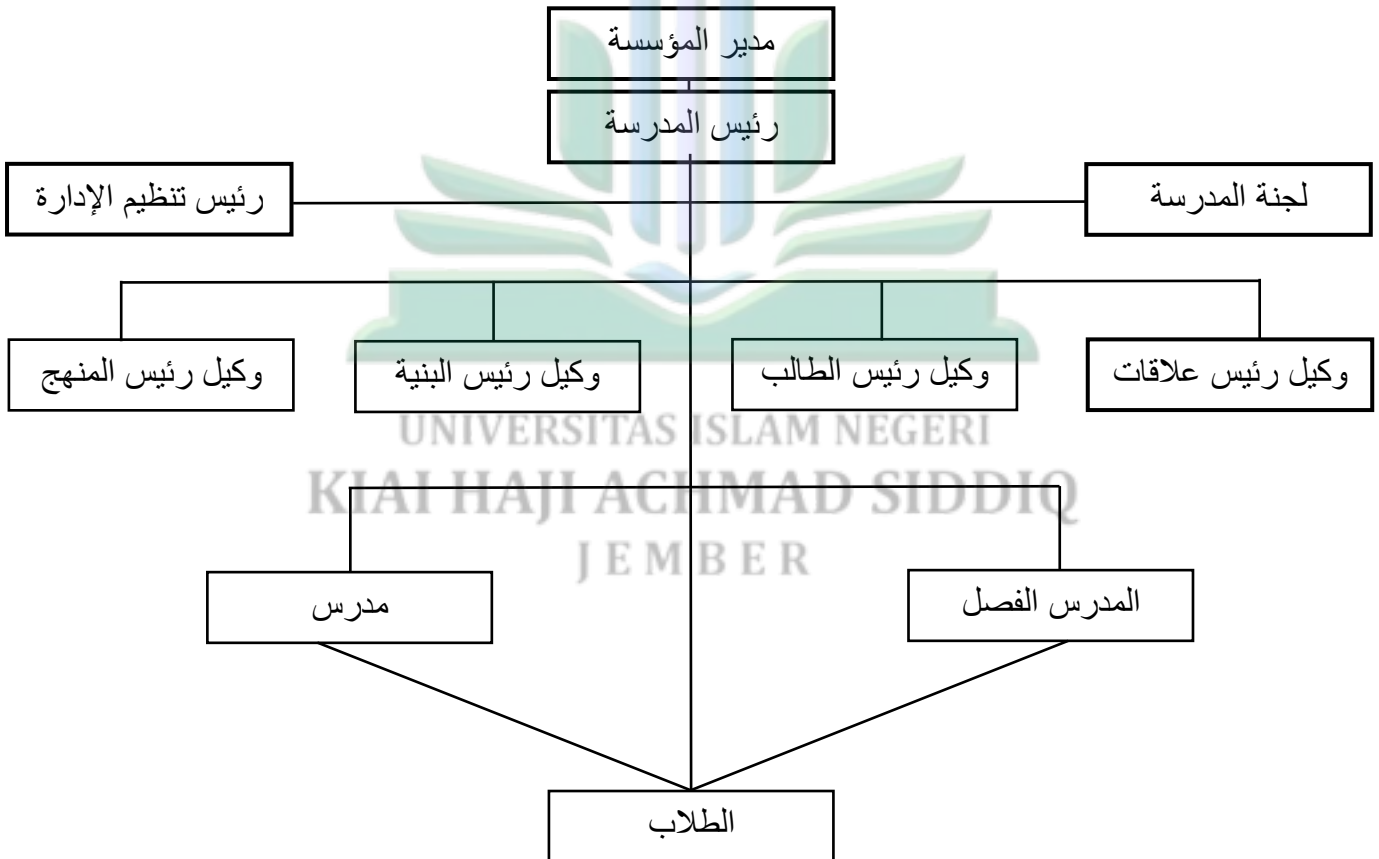 مدير المؤسسة
رئيس المدرسة
لجنة المدرسة
رئيس تنظيم الإدارة
وكيل رئيس علاقات
وكيل رئيس الطالب
وكيل رئيس البنية
وكيل رئيس المنهج
UNIVERSITAS ISLAM NEGERI
KIAI HAJI ACHMAD SIDDIQ
JEMBER
المدرس الفصل
مدرس
الطلاب